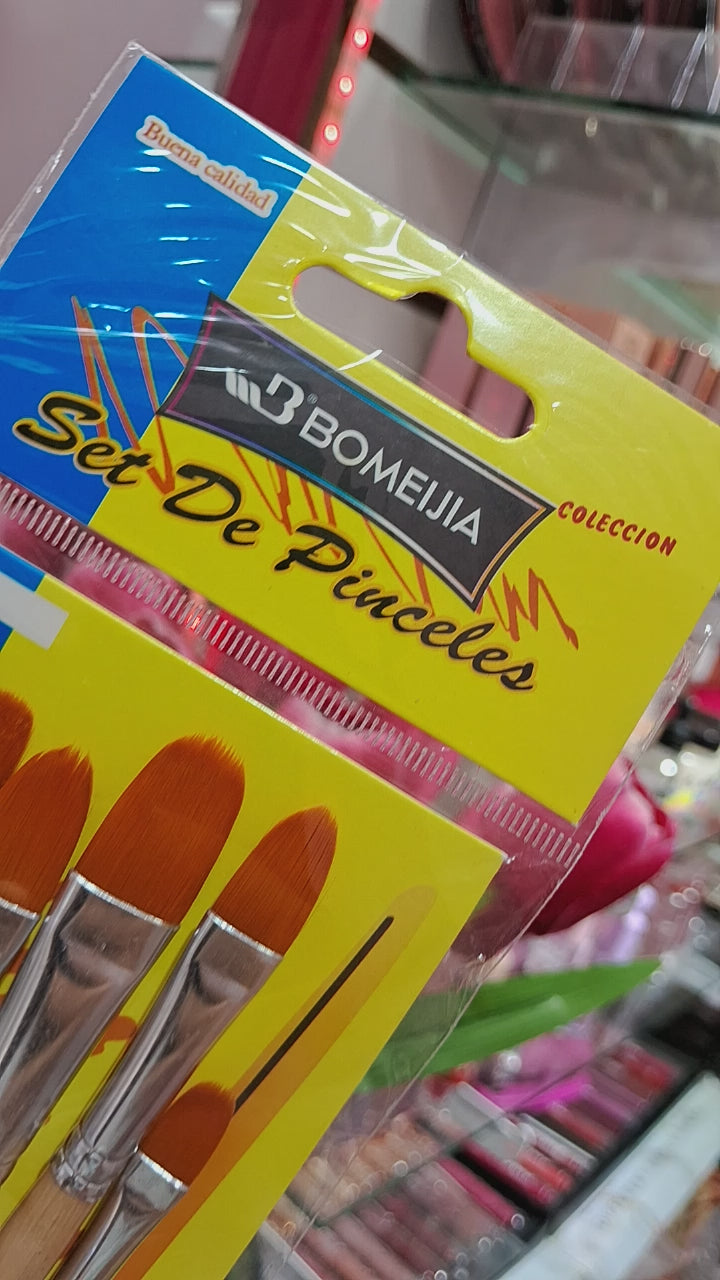 Buena calidad
B® BOMEIJIA
COLECCION
Set De Pinceles